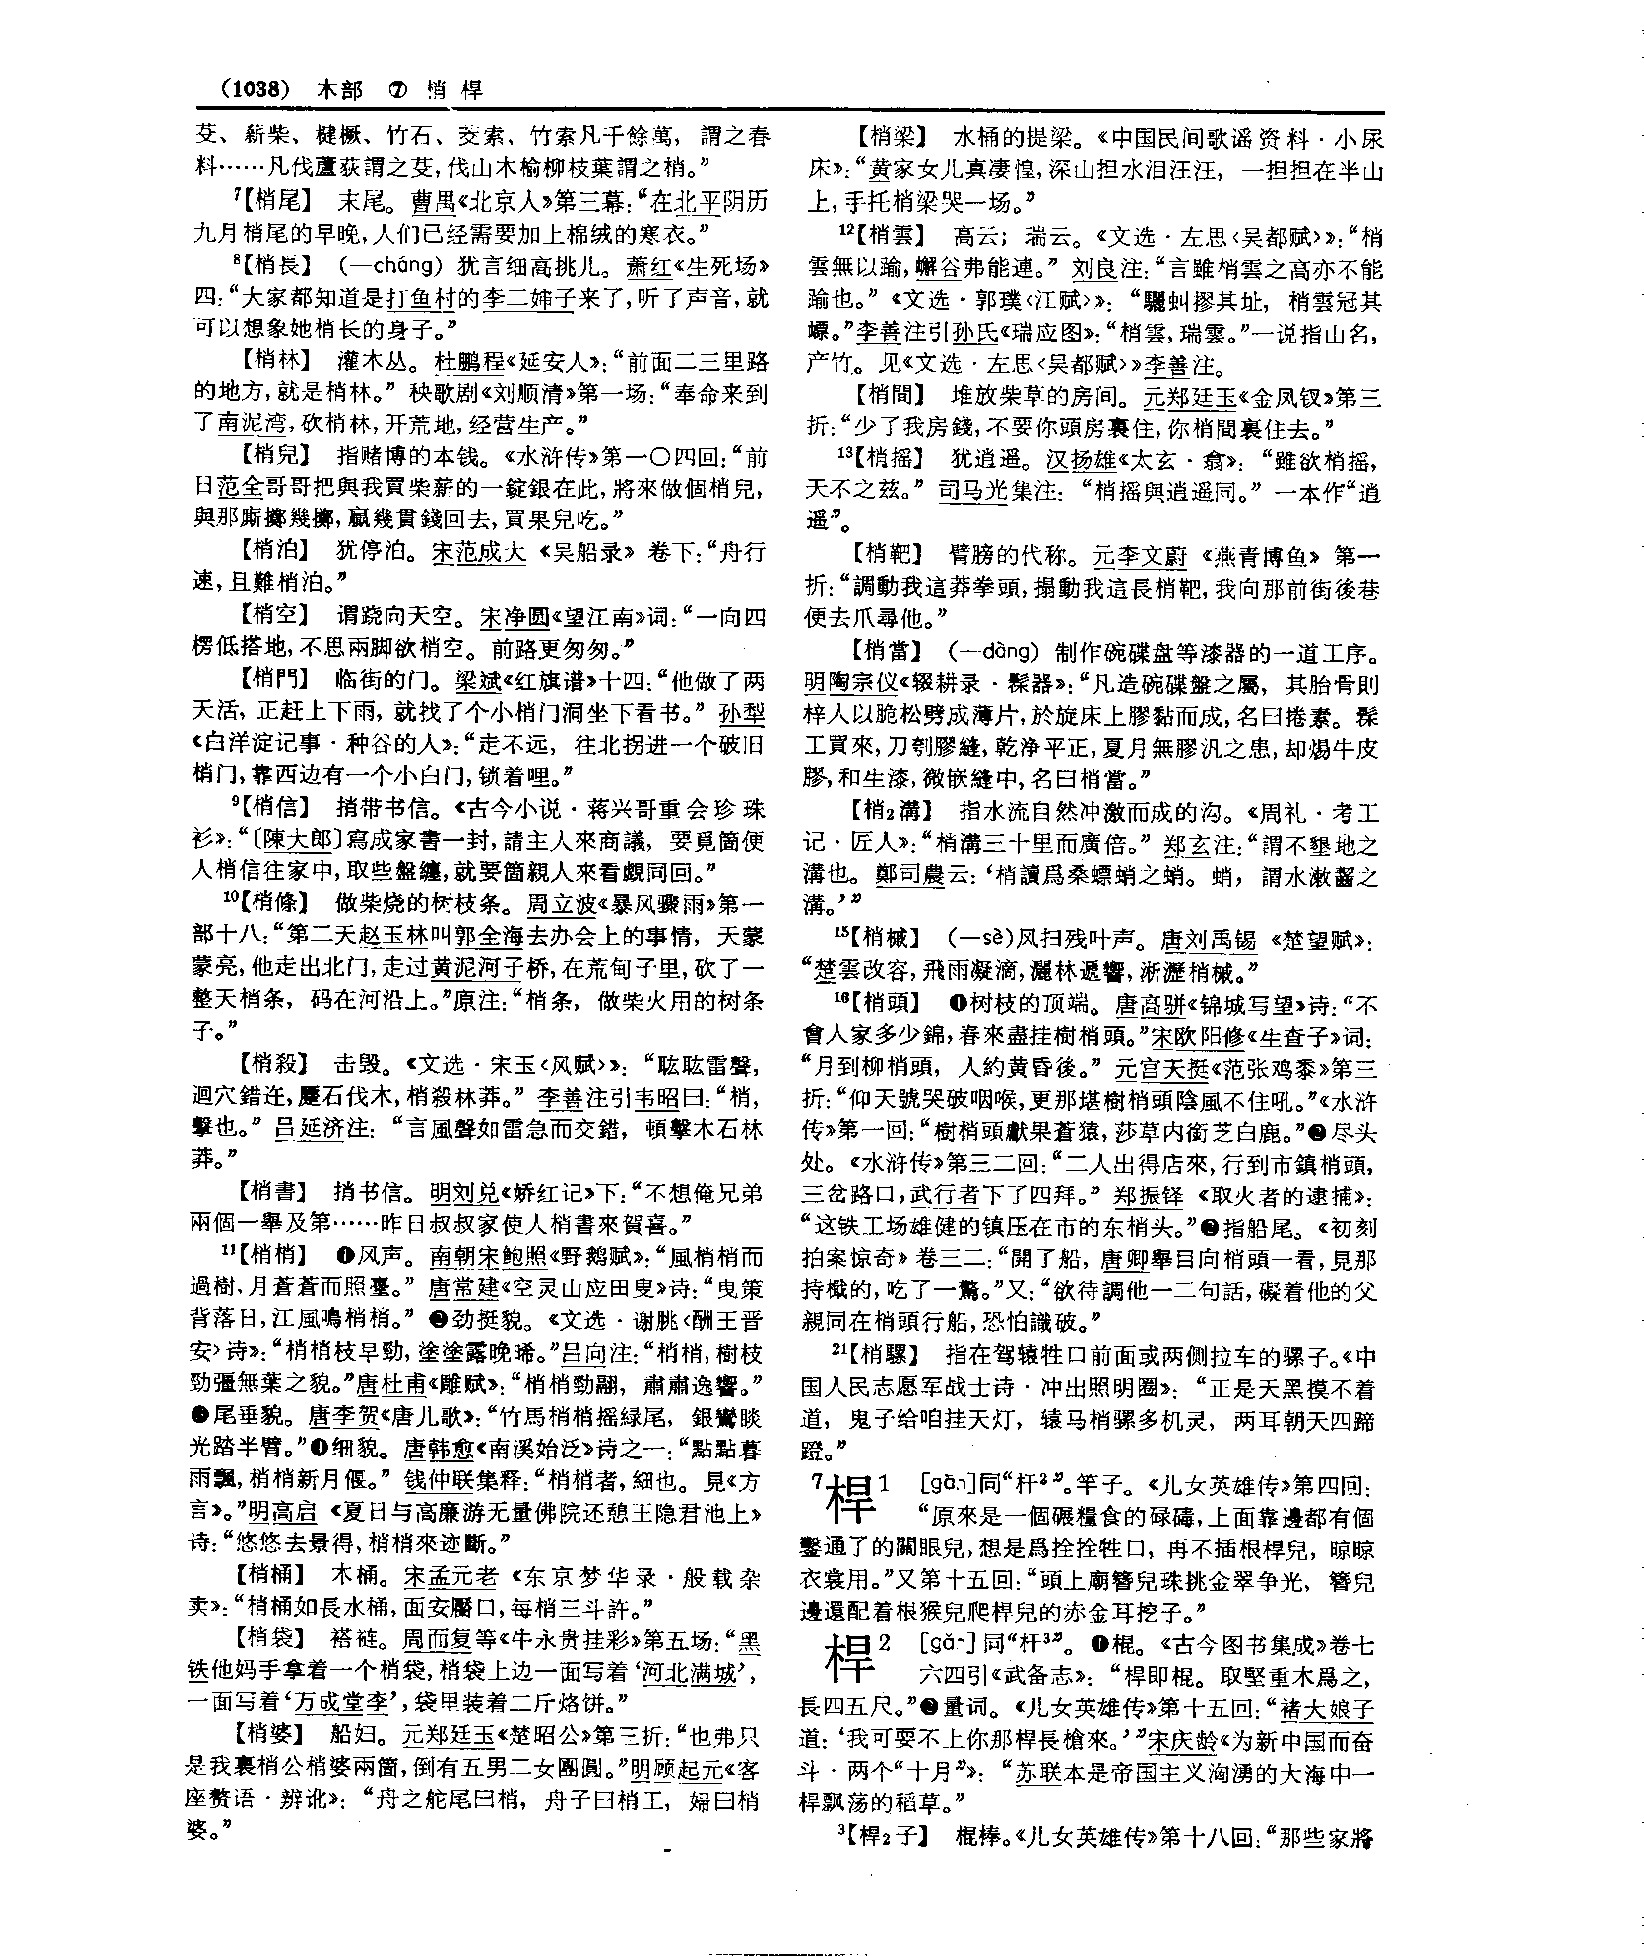 (1038) 木部 ⑦ 梢 桿
茭、薪柴、楗橛、竹石、茭索、竹索凡千餘萬，謂之春
料……凡伐蘆荻謂之茭，伐山木榆柳枝葉謂之梢。”
⁷【梢尾】 末尾。曹禺《北京人》第三幕：“在北平阴历
九月梢尾的早晚，人们已经需要加上棉绒的寒衣。”
⁸【梢長】 (—cháng) 犹言细高挑儿。萧红《生死场》
四：“大家都知道是打鱼村的李二婶子来了，听了声音，就
可以想象她梢长的身子。”
【梢林】 灌木丛。杜鹏程《延安人》：“前面二三里路
的地方，就是梢林。” 秧歌剧《刘顺清》第一场：“奉命来到
了南泥湾，砍梢林，开荒地，经营生产。”
【梢兒】 指赌博的本钱。《水浒传》第一〇四回：“前
日范全哥哥把與我買柴薪的一錠銀在此，將來做個梢兒，
與那廝擲幾擲，贏幾貫錢回去，買果兒吃。”
【梢泊】 犹停泊。宋范成大《吴船录》卷下：“舟行
速，且難梢泊。”
【梢空】 谓跷向天空。宋净圆《望江南》词：“一向四
楞低搭地，不思兩脚欲梢空。前路更匆匆。”
【梢門】 临街的门。梁斌《红旗谱》十四：“他做了两
天活，正赶上下雨，就找了个小梢门洞坐下看书。” 孙犁
《白洋淀记事·种谷的人》：“走不远，往北拐进一个破旧
梢门，靠西边有一个小白门，锁着哩。”
⁹【梢信】 捎带书信。《古今小说·蒋兴哥重会珍珠
衫》：“〔陳大郎〕寫成家書一封，請主人來商議，要覓箇便
人梢信往家中，取些盤纏，就要箇親人來看覷同回。”
¹⁰【梢條】 做柴烧的树枝条。周立波《暴风骤雨》第一
部十八：“第二天赵玉林叫郭全海去办会上的事情，天蒙
蒙亮，他走出北门，走过黄泥河子桥，在荒甸子里，砍了一
整天梢条，码在河沿上。”原注：“梢条，做柴火用的树条
子。”
【梢殺】 击毁。《文选·宋玉〈风赋〉》：“眩眩雷聲，
迴穴錯迕，蹷石伐木，梢殺林莽。” 李善注引韦昭曰：“梢，
擊也。” 吕延济注：“言風聲如雷急而交錯，頓擊木石林
莽。”
【梢書】 捎书信。明刘兑《娇红记》下：“不想俺兄弟
兩個一舉及第……昨日叔叔家使人梢書來賀喜。”
¹¹【梢梢】 ❶风声。南朝宋鲍照《野鹅赋》：“風梢梢而
過樹，月蒼蒼而照臺。” 唐常建《空灵山应田叟》诗：“曳策
背落日，江風鳴梢梢。” ❷劲挺貌。《文选·谢朓〈酬王晋
安〉诗》：“梢梢枝早勁，塗塗露晚晞。”吕向注：“梢梢，樹枝
勁彊無葉之貌。”唐杜甫《雕赋》：“梢梢勁翮，肅肅逸響。”
❸尾垂貌。唐李贺《唐儿歌》：“竹馬梢梢摇緑尾，銀鸞睒
光踏半臂。”❹细貌。唐韩愈《南溪始泛》诗之一：“點點暮
雨飄，梢梢新月偃。” 钱仲联集释：“梢梢者，細也。見《方
言》。”明高启《夏日与高廉游无量佛院还憩王隐君池上》
诗：“悠悠去景得，梢梢來迹斷。”
【梢桶】 木桶。宋孟元老《东京梦华录·般载杂
卖》：“梢桶如長水桶，面安靨口，每梢三斗許。”
【梢袋】 褡裢。周而复等《牛永贵挂彩》第五场：“黑
铁他妈手拿着一个梢袋，梢袋上边一面写着‘河北满城’，
一面写着‘万成堂李’，袋里装着二斤烙饼。”
【梢婆】 船妇。元郑廷玉《楚昭公》第三折：“也弗只
是我裏梢公梢婆兩箇，倒有五男二女團圓。”明顾起元《客
座赘语·辨讹》：“舟之舵尾曰梢，舟子曰梢工，婦曰梢
婆。”
【梢梁】 水桶的提梁。《中国民间歌谣资料·小尿
床》：“黄家女儿真凄惶，深山担水泪汪汪，一担担在半山
上，手托梢梁哭一场。”
¹²【梢雲】 高云；瑞云。《文选·左思〈吴都赋〉》：“梢
雲無以踰，嶰谷弗能連。” 刘良注：“言雖梢雲之高亦不能
踰也。”《文选·郭璞〈江赋〉》：“驪虯摎其址，梢雲冠其
㟽。”李善注引孙氏《瑞应图》：“梢雲，瑞雲。”一说指山名，
产竹。见《文选·左思〈吴都赋〉》李善注。
【梢間】 堆放柴草的房间。元郑廷玉《金凤钗》第三
折：“少了我房錢，不要你頭房裏住，你梢間裏住去。”
¹³【梢摇】 犹逍遥。汉扬雄《太玄·翕》：“雖欲梢摇，
天不之兹。” 司马光集注：“梢摇與逍遥同。” 一本作“逍
遥”。
【梢靶】 臂膀的代称。元李文蔚《燕青博鱼》第一
折：“調動我這莽拳頭，搨動我這長梢靶，我向那前街後巷
便去爪尋他。”
【梢當】 (—dàng) 制作碗碟盘等漆器的一道工序。
明陶宗仪《辍耕录·髹器》：“凡造碗碟盤之屬，其胎骨則
梓人以脆松劈成薄片，於旋床上膠黏而成，名曰捲素。髹
工買來，刀刳膠縫，乾净平正，夏月無膠汎之患，却煬牛皮
膠，和生漆，微嵌縫中，名曰梢當。”
【梢₂溝】 指水流自然冲激而成的沟。《周礼·考工
记·匠人》：“梢溝三十里而廣倍。” 郑玄注：“謂不墾地之
溝也。鄭司農云：‘梢讀爲桑螵蛸之蛸。蛸，謂水漱齧之
溝。’”
¹⁵【梢槭】 (—sè)风扫残叶声。唐刘禹锡《楚望赋》：
“楚雲改容，飛雨凝滴，灑林遞響，淅瀝梢槭。”
¹⁶【梢頭】 ❶树枝的顶端。唐高骈《锦城写望》诗：“不
會人家多少錦，春來盡挂樹梢頭。”宋欧阳修《生查子》词：
“月到柳梢頭，人約黄昏後。” 元宫天挺《范张鸡黍》第三
折：“仰天號哭破咽喉，更那堪樹梢頭陰風不住吼。”《水浒
传》第一回：“樹梢頭獻果蒼猿，莎草内銜芝白鹿。”❷尽头
处。《水浒传》第三二回：“二人出得店來，行到市鎮梢頭，
三岔路口，武行者下了四拜。” 郑振铎《取火者的逮捕》：
“这铁工场雄健的镇压在市的东梢头。”❸指船尾。《初刻
拍案惊奇》卷三二：“開了船，唐卿舉目向梢頭一看，見那
持檝的，吃了一驚。”又：“欲待調他一二句話，礙着他的父
親同在梢頭行船，恐怕識破。”
²¹【梢騾】 指在驾辕牲口前面或两侧拉车的骡子。《中
国人民志愿军战士诗·冲出照明圈》：“正是天黑摸不着
道，鬼子给咱挂天灯，辕马梢骡多机灵，两耳朝天四蹄
蹬。”
⁷桿1 [gān]同“杆²”。竿子。《儿女英雄传》第四回：
“原來是一個碾糧食的碌碡，上面靠邊都有個
鑿通了的關眼兒，想是爲拴拴牲口，再不插根桿兒，晾晾
衣裳用。”又第十五回：“頭上廟簪兒珠挑金翠争光，簪兒
邊還配着根猴兒爬桿兒的赤金耳挖子。”
桿2 [gǎn]同“杆³”。❶棍。《古今图书集成》卷七
六四引《武备志》：“桿即棍。取堅重木爲之，
長四五尺。”❷量词。《儿女英雄传》第十五回：“褚大娘子
道：‘我可耍不上你那桿長槍來。’”宋庆龄《为新中国而奋
斗·两个“十月”》：“苏联本是帝国主义汹湧的大海中一
桿飘荡的稻草。”
³【桿₂子】 棍棒。《儿女英雄传》第十八回：“那些家將